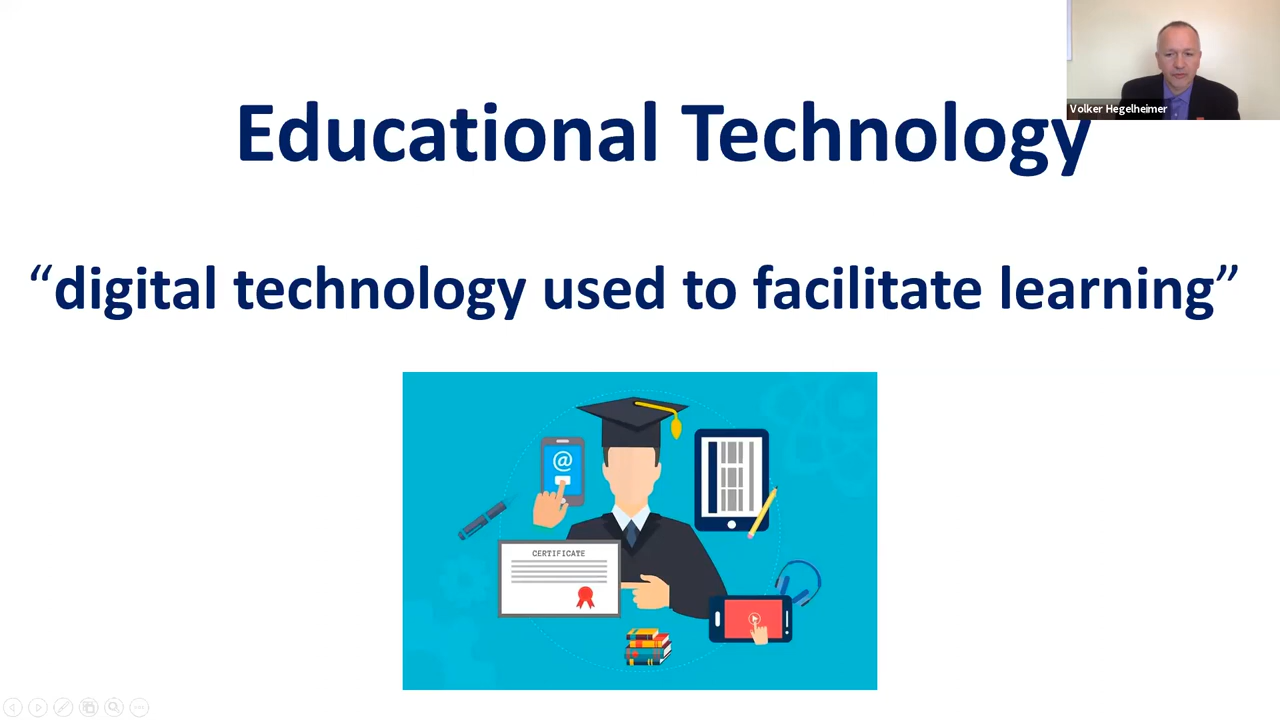 Educational Technology
Volker Hegelheimer
“digital technology used to facilitate learning”
@
CERTIFICATE